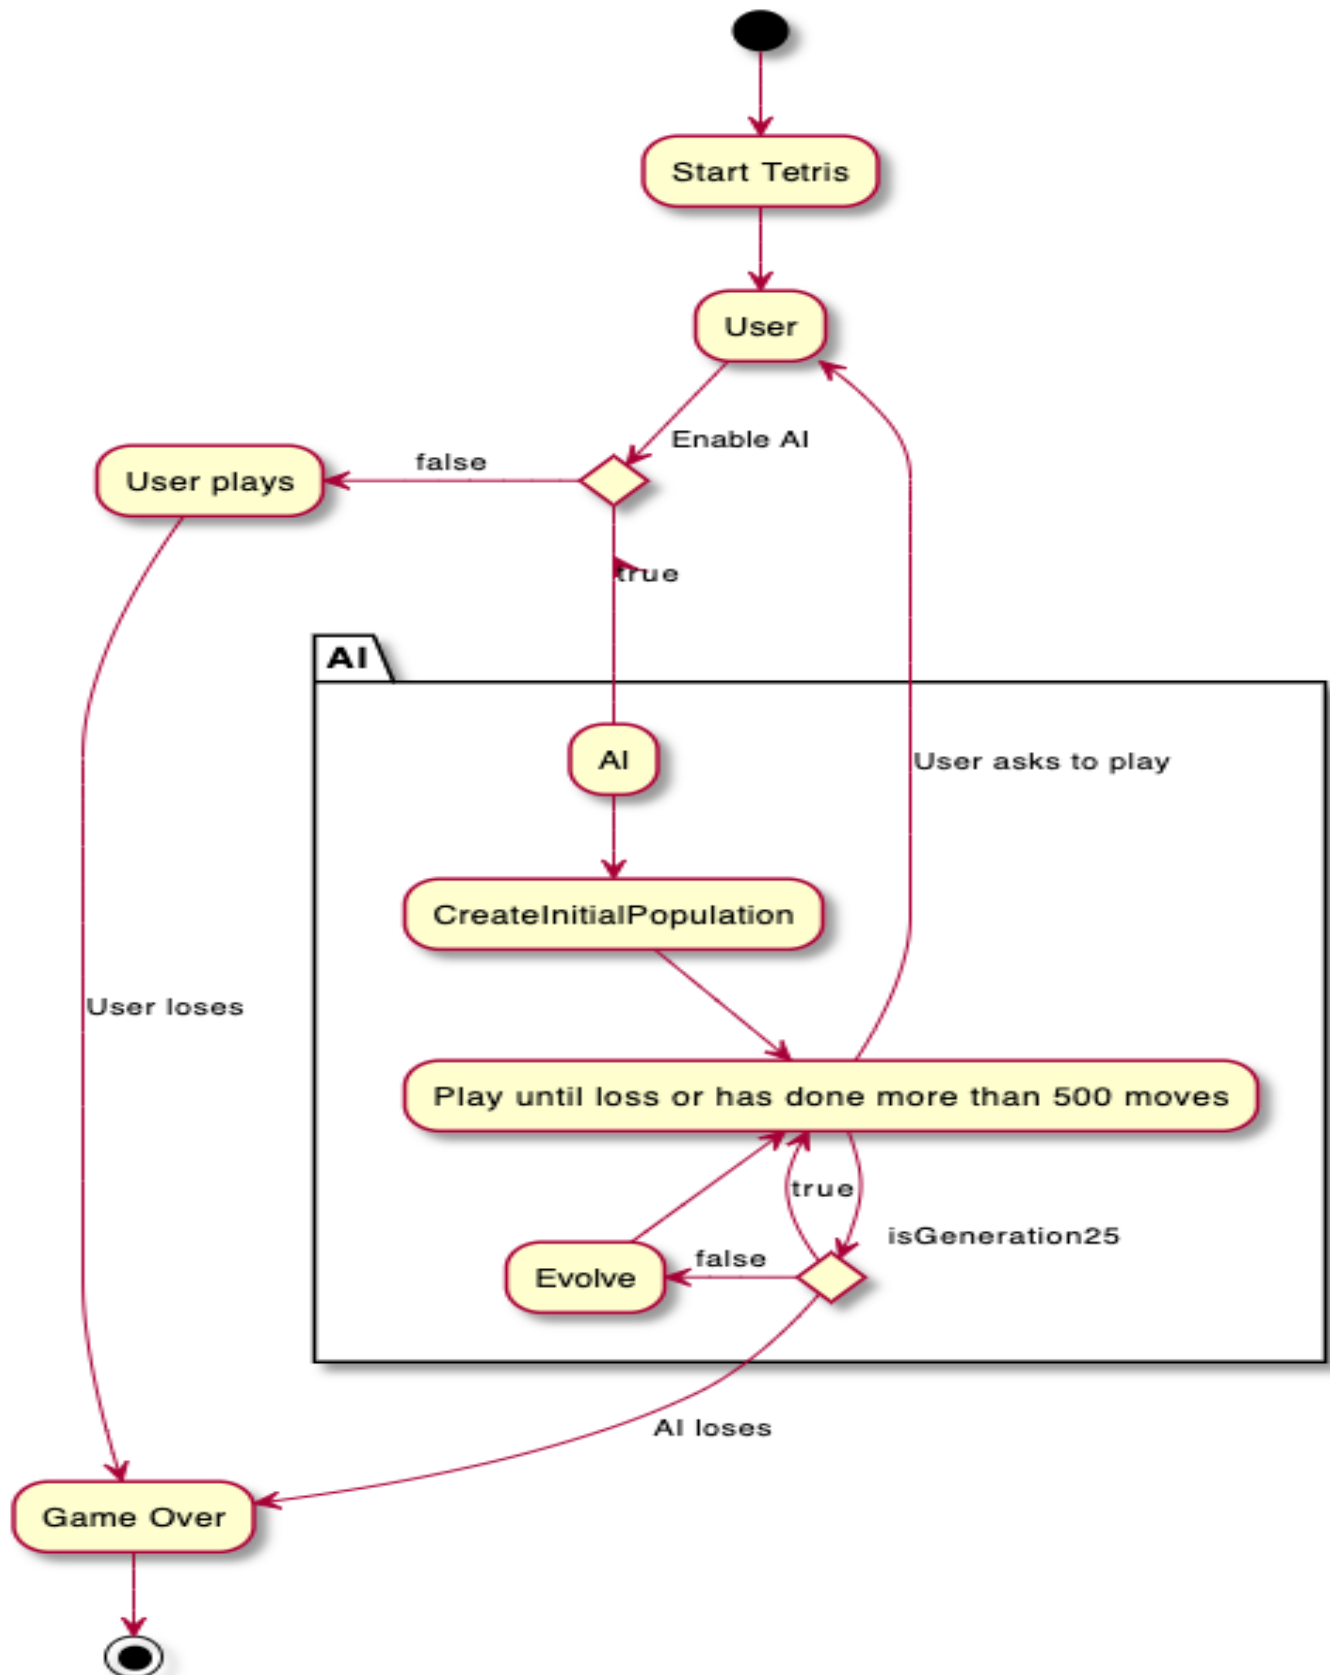 Start Tetris
User
Enable AI
false
User plays
true
AI
AI
User asks to play
CreateInitialPopulation
User loses
Play until loss or has done more than 500 moves
true
isGeneration25
false
Evolve
AI loses
Game Over